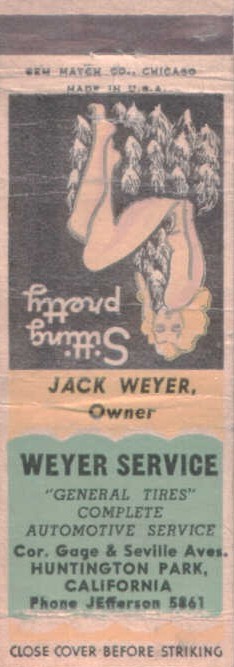 GEM MATCH CO., CHICAGO
MADE IN U.S.A.
Sitting
pretty
JACK WEYER,
Owner
WEYER SERVICE
"GENERAL TIRES"
COMPLETE
AUTOMOTIVE SERVICE
Cor. Gage & Seville Aves.
HUNTINGTON PARK,
CALIFORNIA
Phone JEfferson 5861
CLOSE COVER BEFORE STRIKING